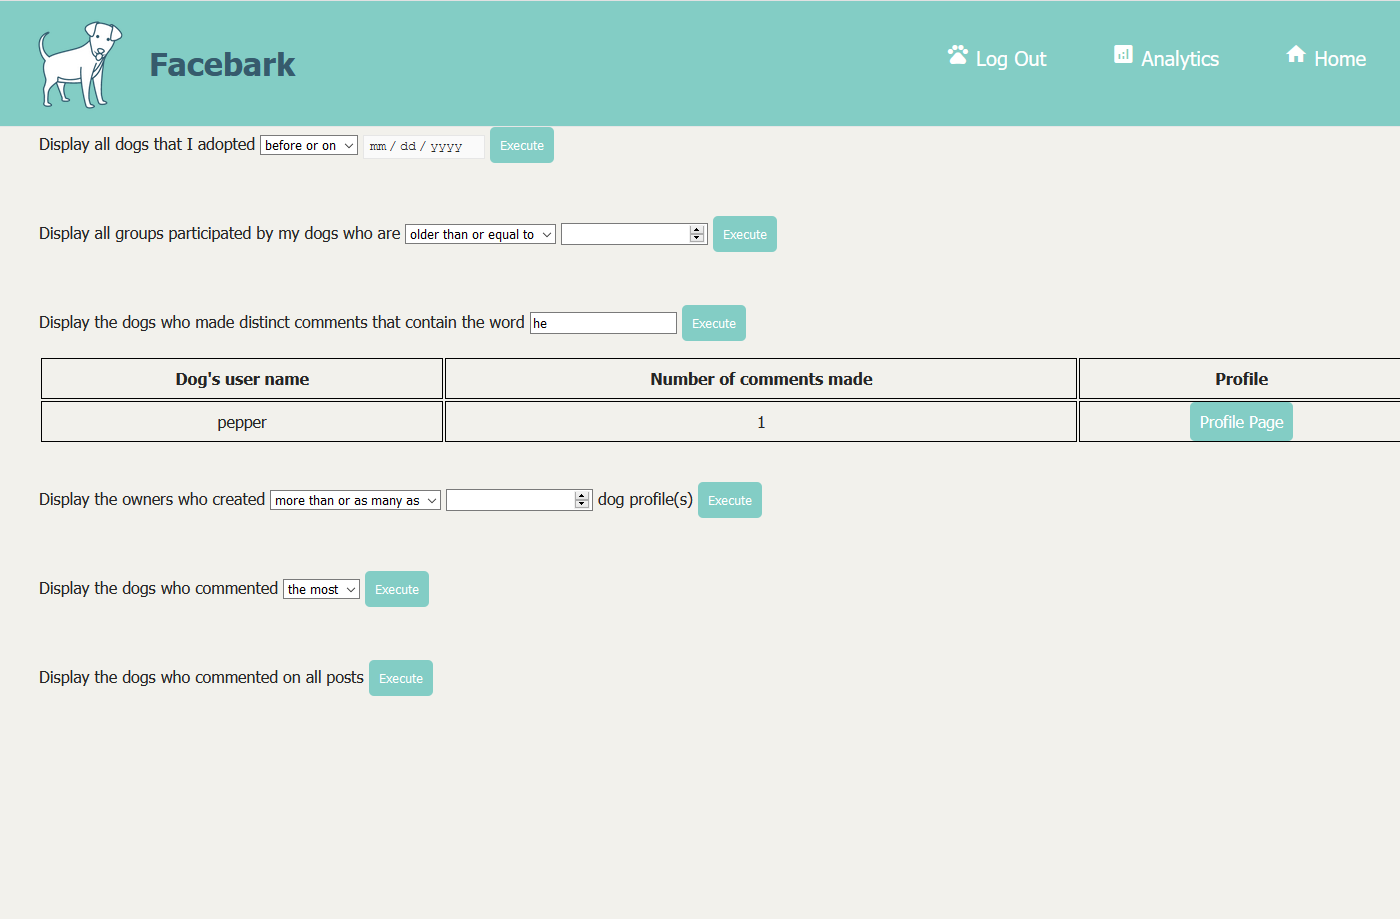 Facebark
Log Out
Analytics
Home
Display all dogs that I adopted before or on mm / dd / yyyy Execute
Display all groups participated by my dogs who are older than or equal to Execute
Display the dogs who made distinct comments that contain the word he Execute
Dog's user name Number of comments made Profile
pepper 1 Profile Page
Display the owners who created more than or as many as dog profile(s) Execute
Display the dogs who commented the most Execute
Display the dogs who commented on all posts Execute